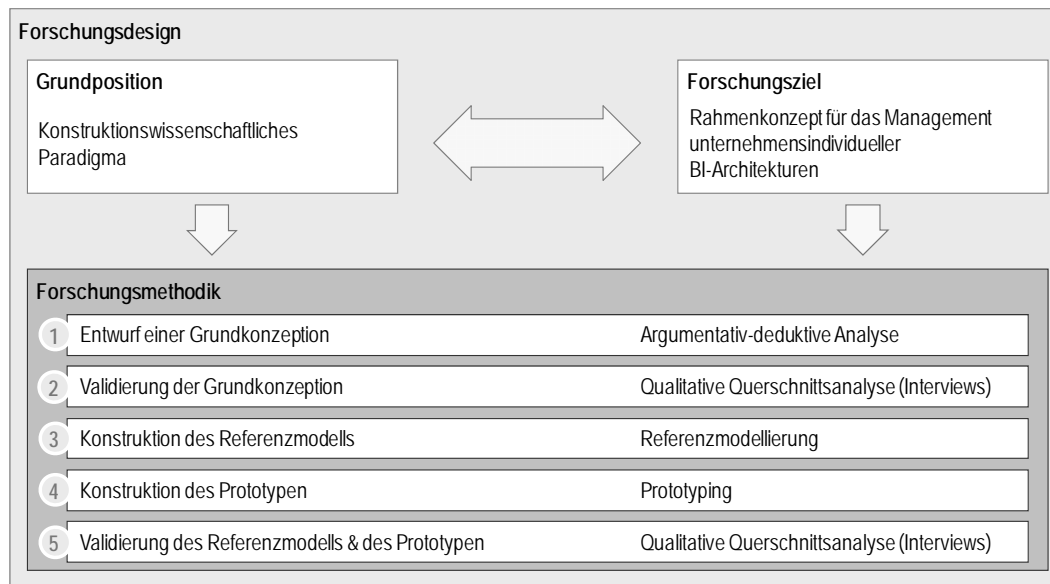 Forschungsdesign
Grundposition
Konstruktionswissenschaftliches
Paradigma
Forschungsziel
Rahmenkonzept für das Management
unternehmensindividueller
BI-Architekturen
Forschungsmethodik
1 Entwurf einer Grundkonzeption Argumentativ-deduktive Analyse
2 Validierung der Grundkonzeption Qualitative Querschnittsanalyse (Interviews)
3 Konstruktion des Referenzmodells Referenzmodellierung
4 Konstruktion des Prototypen Prototyping
5 Validierung des Referenzmodells & des Prototypen Qualitative Querschnittsanalyse (Interviews)